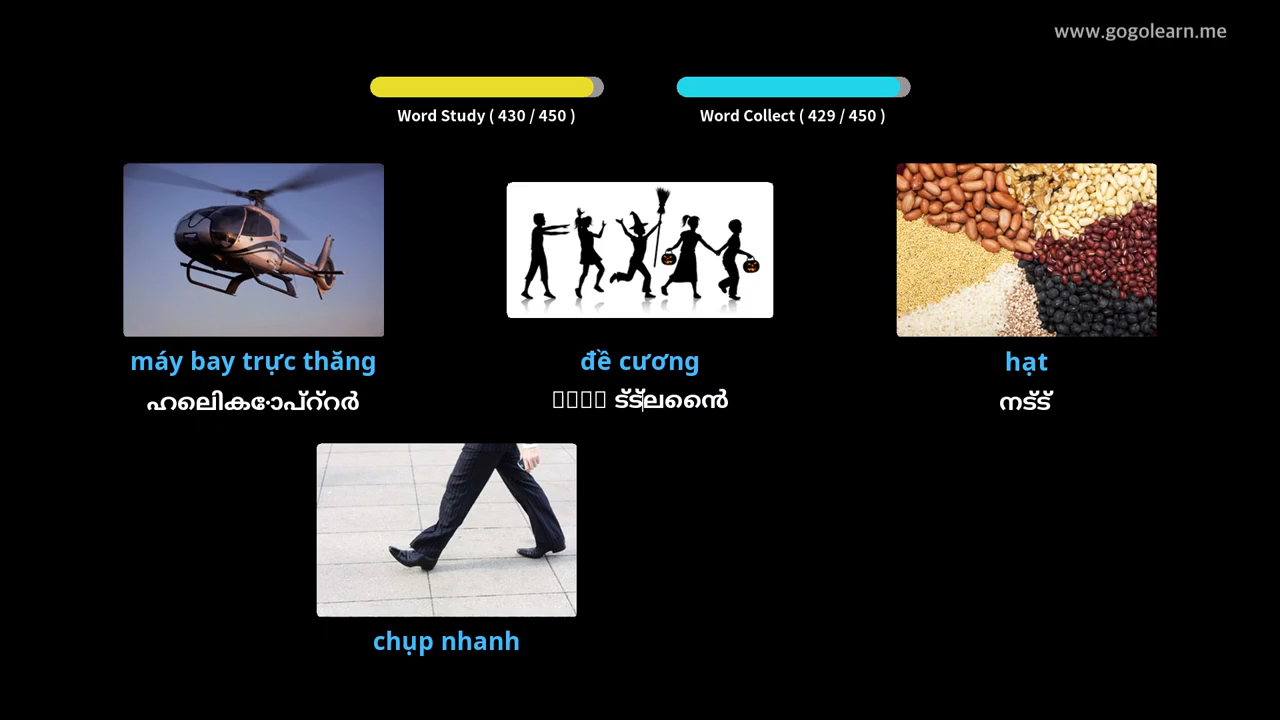 www.gogolearn.me
Word Study ( 430 / 450 )
Word Collect ( 429 / 450 )
máy bay trực thăng
đề cương
hạt
ഹെലികോപ്റ്റർ
ട്ട്ലൈൻ
നട്ട്
chụp nhanh